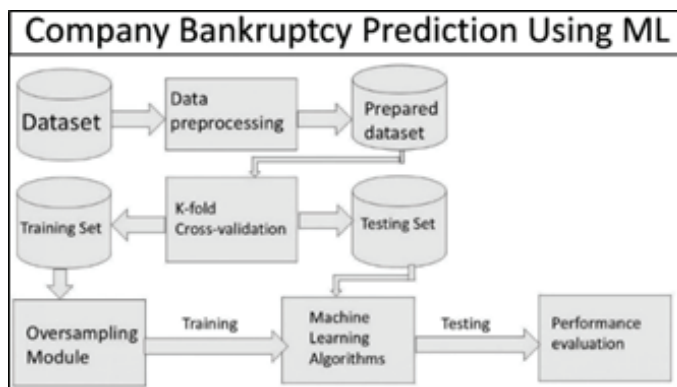 Company Bankruptcy Prediction Using ML
Dataset
Data
preprocessing
Prepared
dataset
Training Set
K-fold
Cross-validation
Testing Set
Oversampling
Module
Training
Machine
Learning
Algorithms
Testing
Performance
evaluation